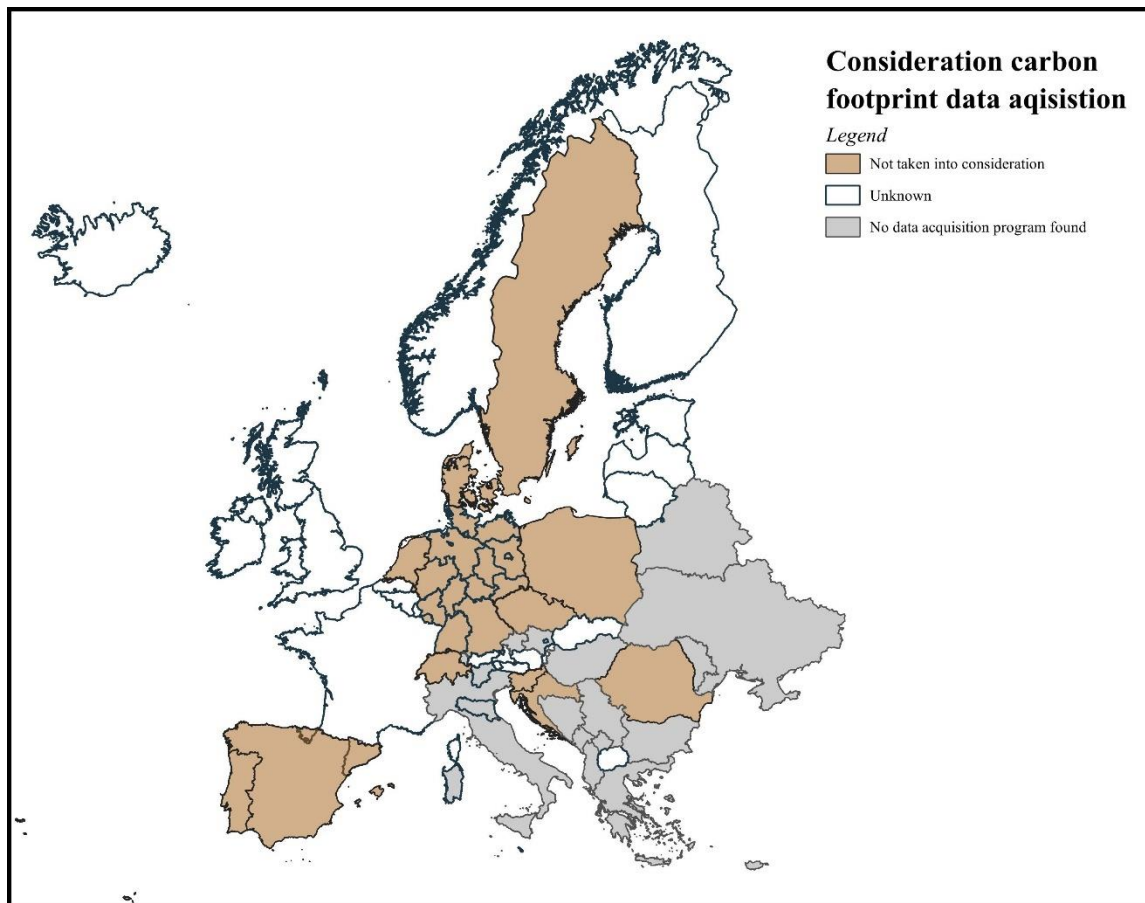 Consideration carbon
footprint data aqisistion
Legend
Not taken into consideration
Unknown
No data acquisition program found